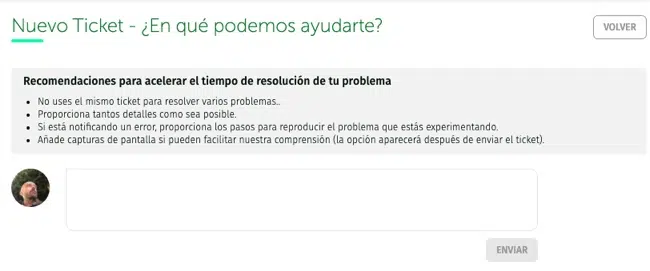 Nuevo Ticket - ¿En qué podemos ayudarte?
VOLVER
Recomendaciones para acelerar el tiempo de resolución de tu problema
No uses el mismo ticket para resolver varios problemas..
Proporciona tantos detalles como sea posible.
Si está notificando un error, proporciona los pasos para reproducir el problema que estás experimentando.
Añade capturas de pantalla si pueden facilitar nuestra comprensión (la opción aparecerá después de enviar el ticket).
ENVIAR